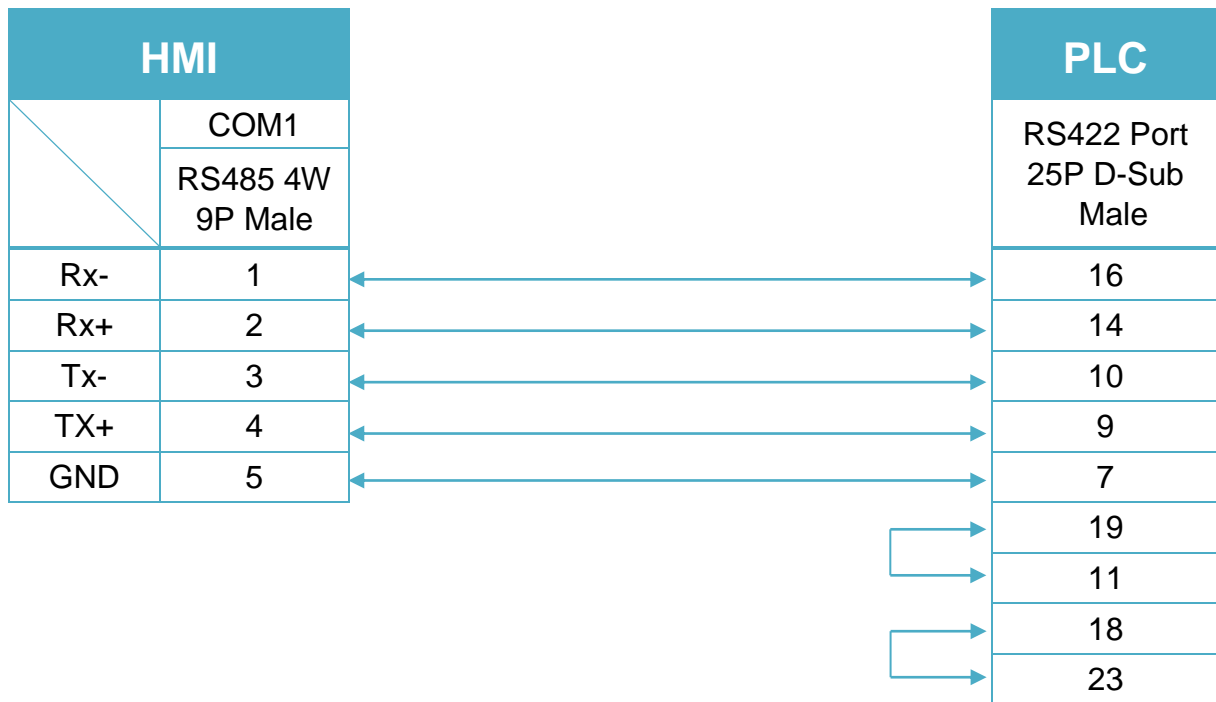 HMI
PLC
COM1
RS485 4W
9P Male
RS422 Port
25P D-Sub
Male
Rx- 1 16
Rx+ 2 14
Tx- 3 10
TX+ 4 9
GND 5 7
19
11
18
23